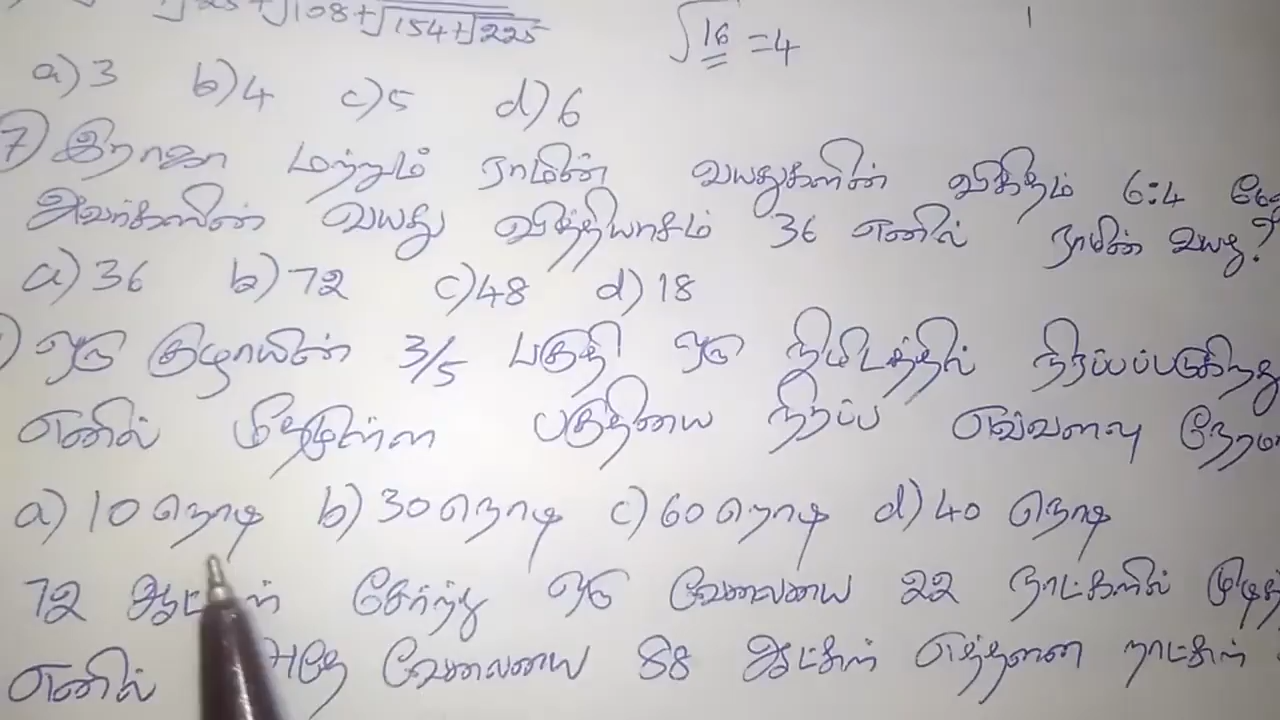 √25+√108+√154+√225 √16 = 4
a) 3 b) 4 c) 5 d) 6
7) இராஜா மற்றும் ராமின் வயதுகளின் விகிதம் 6:4
அவர்களின் வயது வித்தியாசம் 36 எனில் ராமின் வயது?
a) 36 b) 72 c) 48 d) 18
ஒரு குழாயின் 3/5 பகுதி ஒரு நிமிடத்தில் நிரப்பப்படுகிறது
எனில் மீதமுள்ள பகுதியை நிரப்ப எவ்வளவு
a) 10 நொடி b) 30 நொடி c) 60 நொடி d) 40 நொடி
72 ஆட்கள் சேர்ந்து ஒரு வேலையை 22 நாட்களில்
எனில் அதே வேலையை 88 ஆட்கள் எத்தனை நாட்கள்